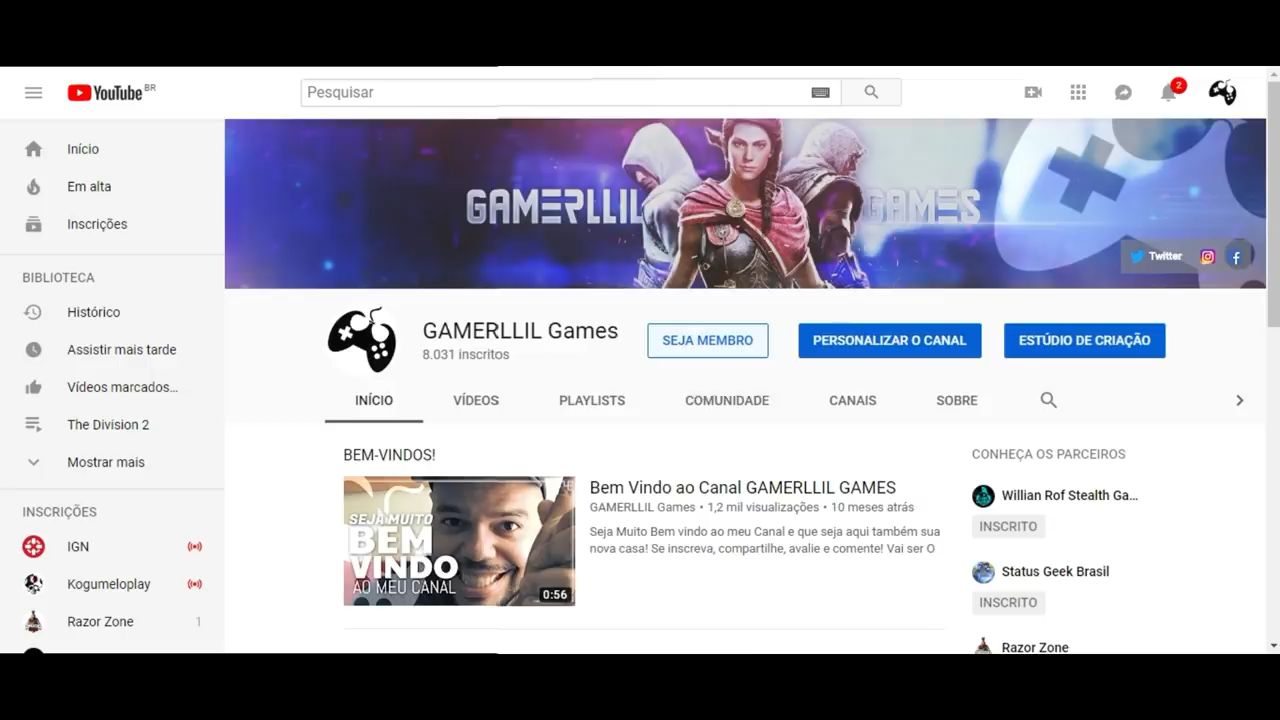 YouTube BR
Pesquisar
2
Início
Em alta
Inscrições
BIBLIOTECA
Histórico
Assistir mais tarde
Vídeos marcados...
The Division 2
Mostrar mais
INSCRIÇÕES
IGN
Kogumeloplay
Razor Zone 1
GAMERLLIL GAMES
Twitter
GAMERLLIL Games
8.031 inscritos
SEJA MEMBRO
PERSONALIZAR O CANAL
ESTÚDIO DE CRIAÇÃO
INÍCIO VÍDEOS PLAYLISTS COMUNIDADE CANAIS SOBRE
BEM-VINDOS!
SEJA MUITO
BEM
VINDO
AO MEU CANAL
0:56
Bem Vindo ao Canal GAMERLLIL GAMES
GAMERLLIL Games • 1,2 mil visualizações • 10 meses atrás
Seja Muito Bem vindo ao meu Canal e que seja aqui também sua
nova casa! Se inscreva, compartilhe, avalie e comente! Vai ser O
CONHEÇA OS PARCEIROS
Willian Rof Stealth Ga...
INSCRITO
Status Geek Brasil
INSCRITO
Razor Zone